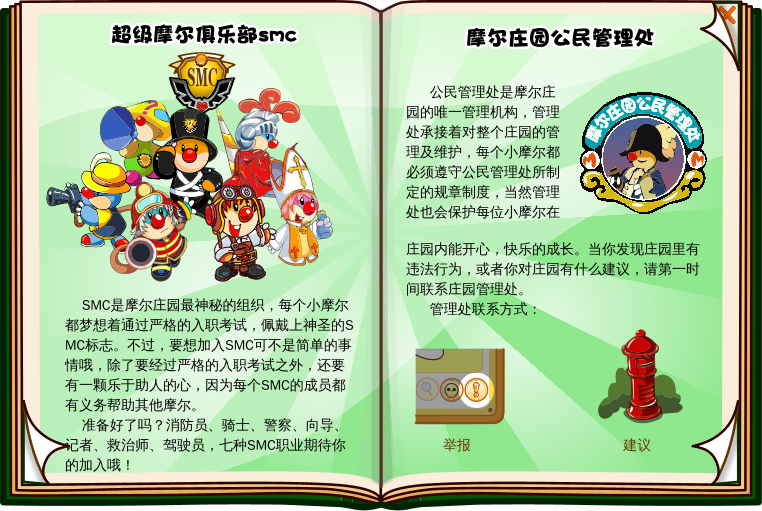 超级摩尔俱乐部smc
SMC
SMC是摩尔庄园最神秘的组织，每个小摩尔
都梦想着通过严格的入职考试，佩戴上神圣的S
MC标志。不过，要想加入SMC可不是简单的事
情哦，除了要经过严格的入职考试之外，还要
有一颗乐于助人的心，因为每个SMC的成员都
有义务帮助其他摩尔。
准备好了吗？消防员、骑士、警察、向导、
记者、救治师、驾驶员，七种SMC职业期待你
的加入哦！
摩尔庄园公民管理处
公民管理处是摩尔庄
园的唯一管理机构，管理
处承接着对整个庄园的管
理及维护，每个小摩尔都
必须遵守公民管理处所制
定的规章制度，当然管理
处也会保护每位小摩尔在
摩尔庄园公民管理处
M
M
庄园内能开心，快乐的成长。当你发现庄园里有
违法行为，或者你对庄园有什么建议，请第一时
间联系庄园管理处。
管理处联系方式：
举报
建议